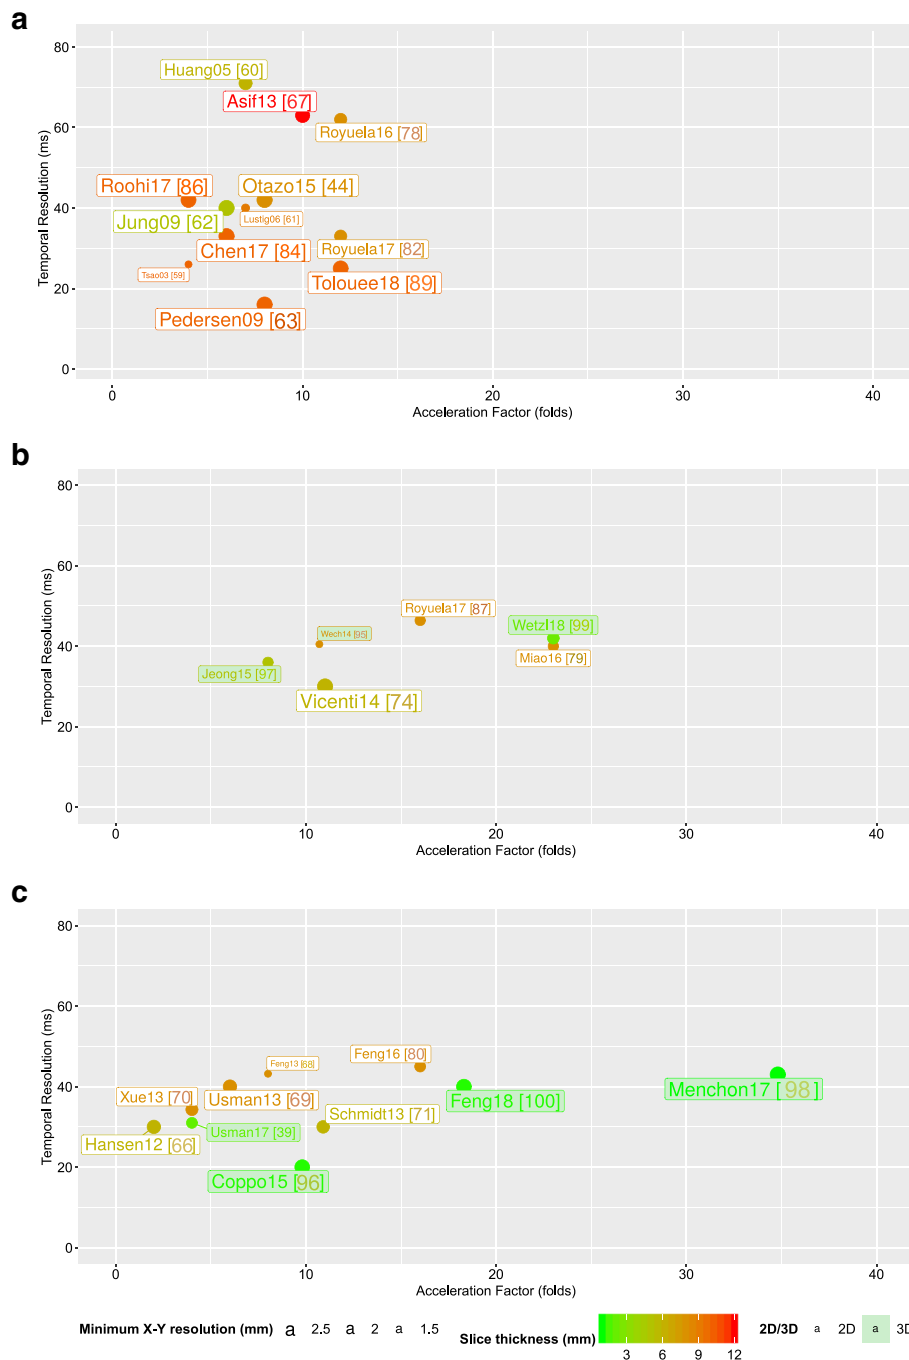 a
80
60
40
20
0
Temporal Resolution (ms)
Huang05 [60]
Asif13 [67]
Royuela16 [78]
Roohi17 [86]
Otazo15 [44]
Lustig06 [61]
Jung09 [62]
Chen17 [84]
Royuela17 [82]
Tsao03 [59]
Tolouee18 [89]
Pedersen09 [63]
0 10 20 30 40
Acceleration Factor (folds)
b
80
60
40
20
0
Temporal Resolution (ms)
Royuela17 [87]
Wetzl18 [99]
Wech14 [95]
Miao16 [79]
Jeong15 [97]
Vicenti14 [74]
0 10 20 30 40
Acceleration Factor (folds)
c
80
60
40
20
0
Temporal Resolution (ms)
Feng16 [80]
Feng13 [68]
Menchon17 [98]
Xue13 [70]
Usman13 [69]
Feng18 [100]
Schmidt13 [71]
Usman17 [39]
Hansen12 [66]
Coppo15 [96]
0 10 20 30 40
Acceleration Factor (folds)
Minimum X-Y resolution (mm) a 2.5 a 2 a 1.5
Slice thickness (mm) 3 6 9 12
2D/3D a 2D a 3D